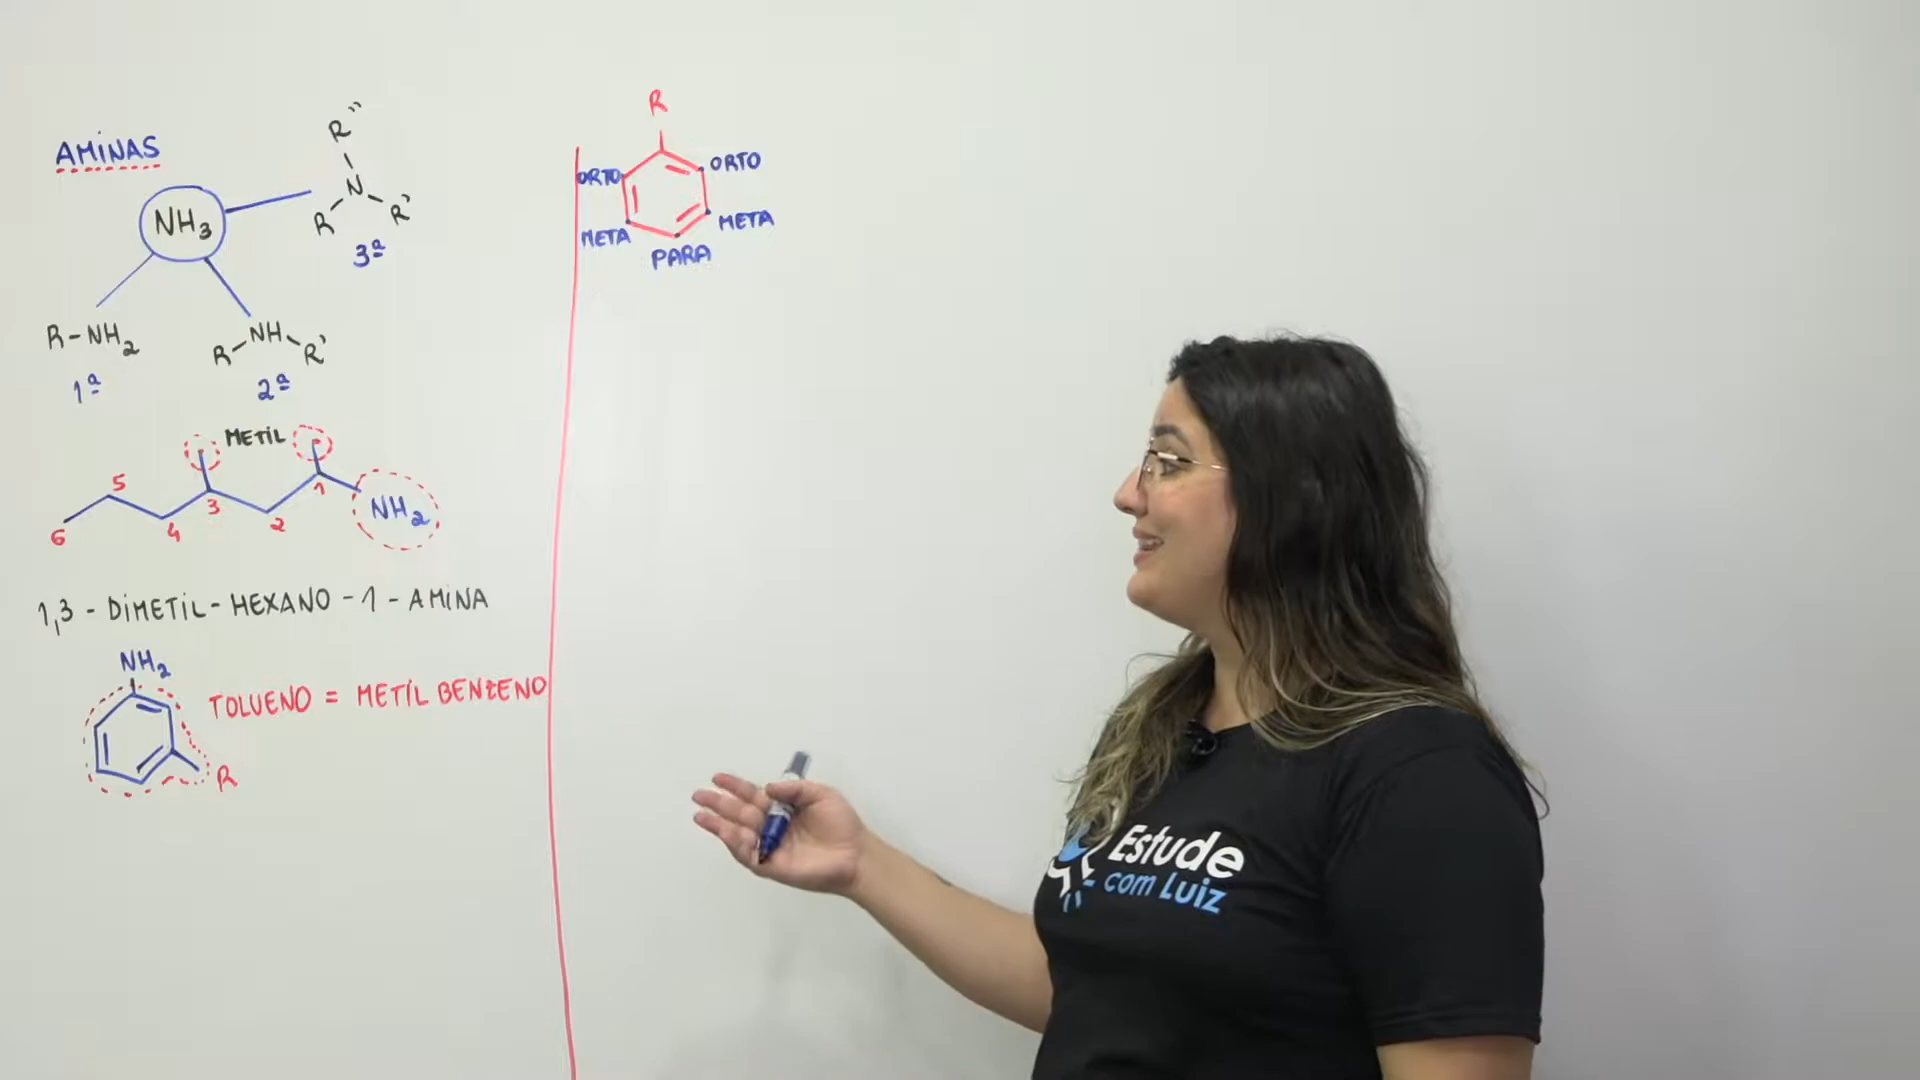 AMINAS
NH3
R"
N
R
R'
3ª
R-NH2
1ª
R-NH-R'
2ª
METIL
6
5
4
3
2
1
NH2
1,3 - DIMETIL - HEXANO - 1 - AMINA
NH2
R
TOLUENO = METIL BENZENO
R
ORTO
ORTO
META
META
PARA
Estude
com Luiz